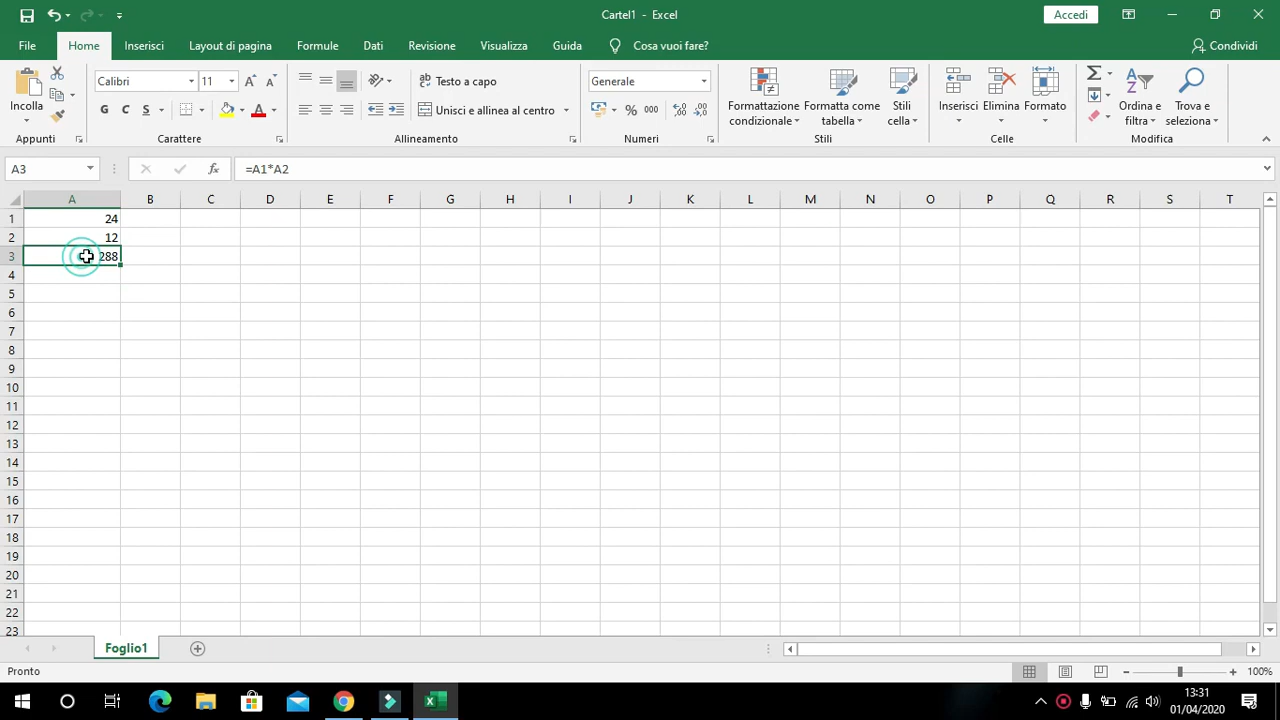 Cartel1 - Excel
Accedi
File
Home
Inserisci
Layout di pagina
Formule
Dati
Revisione
Visualizza
Guida
Cosa vuoi fare?
Condividi
Incolla
Calibri
11
G C S
A A
Testo a capo
Unisci e allinea al centro
Generale
% 000
Formattazione condizionale
Formatta come tabella
Stili cella
Inserisci
Elimina
Formato
Ordina e filtra
Trova e seleziona
Appunti
Carattere
Allineamento
Numeri
Stili
Celle
Modifica
A3
fx
=A1*A2
A B C D E F G H I J K L M N O P Q R S T
1 24
2 12
3 288
4
5
6
7
8
9
10
11
12
13
14
15
16
17
18
19
20
21
22
23
Foglio1
Pronto
100%
13:31
01/04/2020